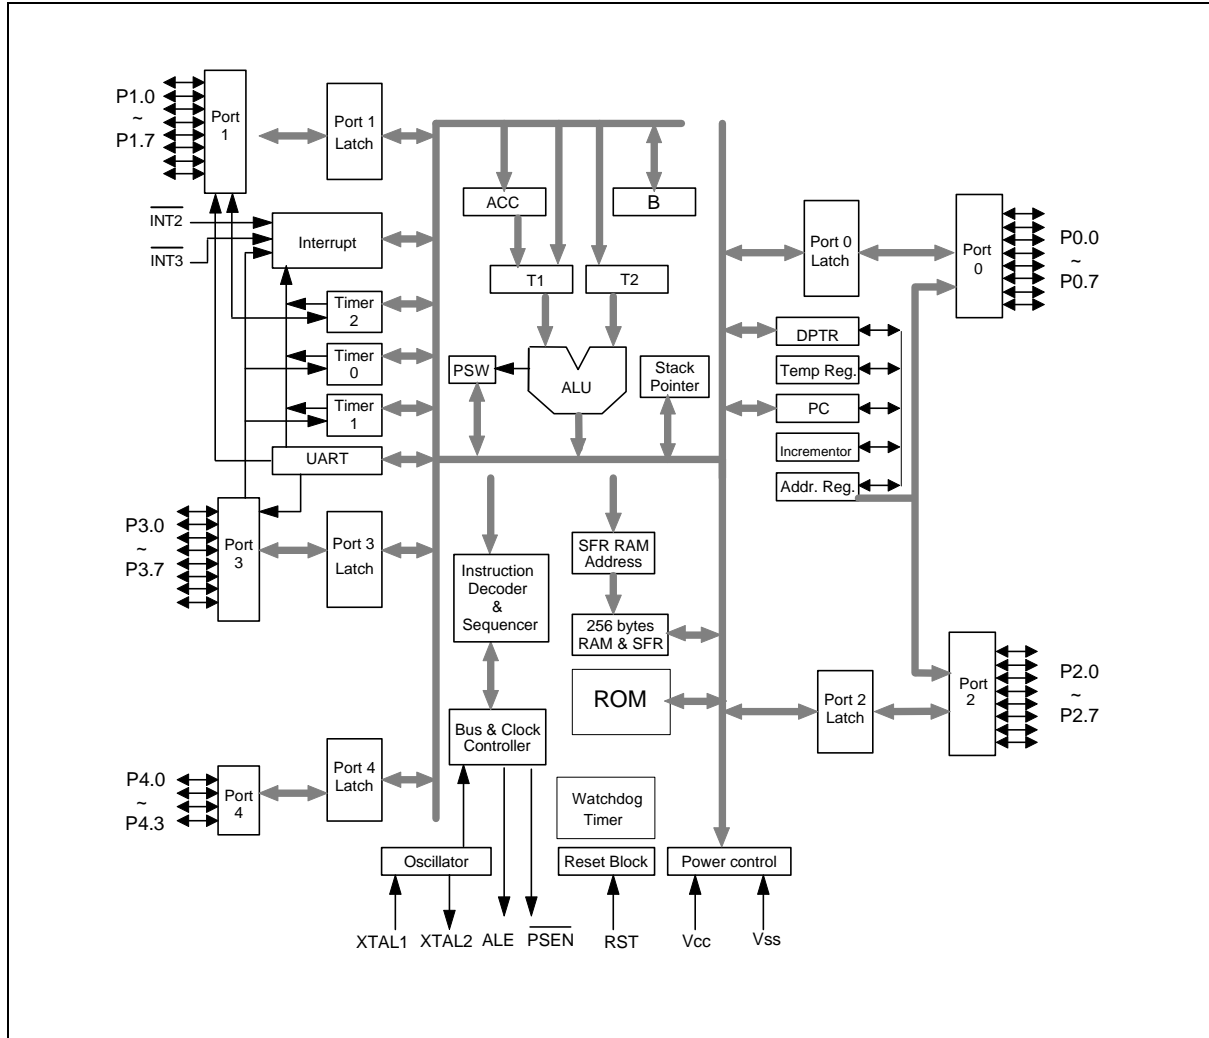 P1.0
~
P1.7
Port
1
Port 1
Latch
INT2
INT3
Interrupt
Timer
2
Timer
0
Timer
1
UART
P3.0
~
P3.7
Port
3
Port 3
Latch
P4.0
~
P4.3
Port
4
Port 4
Latch
ACC
B
T1
T2
PSW
ALU
Stack
Pointer
Instruction
Decoder
&
Sequencer
SFR RAM
Address
256 bytes
RAM & SFR
ROM
Bus & Clock
Controller
Watchdog
Timer
Oscillator
Reset Block
Power control
XTAL1
XTAL2
ALE
PSEN
RST
Vcc
Vss
Port 0
Latch
Port
0
P0.0
~
P0.7
DPTR
Temp Reg.
PC
Incrementor
Addr. Reg.
Port 2
Latch
Port
2
P2.0
~
P2.7